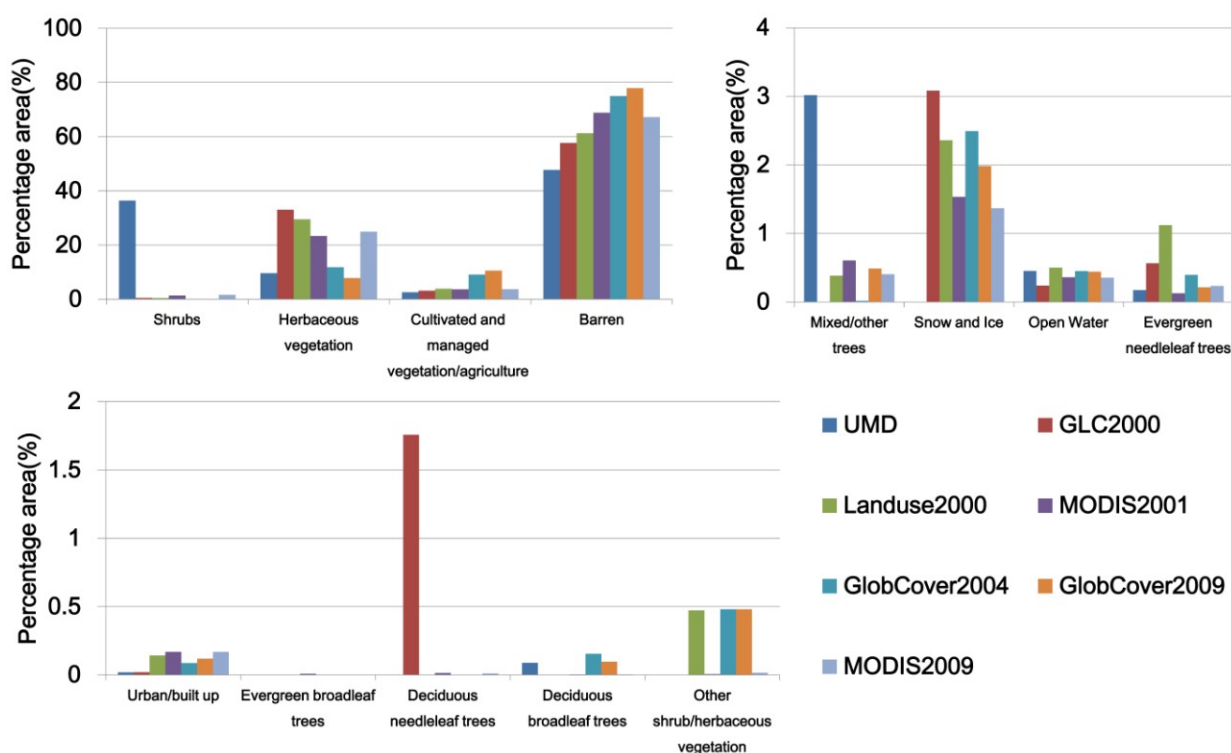 Percentage area(%)
100
80
60
40
20
0
Shrubs
Herbaceous
vegetation
Cultivated and
managed
vegetation/agriculture
Barren
Percentage area(%)
4
3
2
1
0
Mixed/other
trees
Snow and Ice
Open Water
Evergreen
needleleaf trees
Percentage area(%)
2
1.5
1
0.5
0
Urban/built up
Evergreen broadleaf
trees
Deciduous
needleleaf trees
Deciduous
broadleaf trees
Other
shrub/herbaceous
vegetation
UMD
GLC2000
Landuse2000
MODIS2001
GlobCover2004
GlobCover2009
MODIS2009